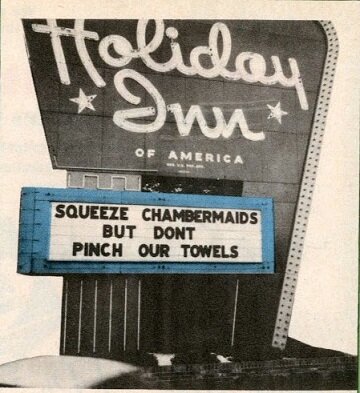 Holiday
Inn
OF AMERICA
SQUEEZE CHAMBERMAIDS
BUT DONT
PINCH OUR TOWELS